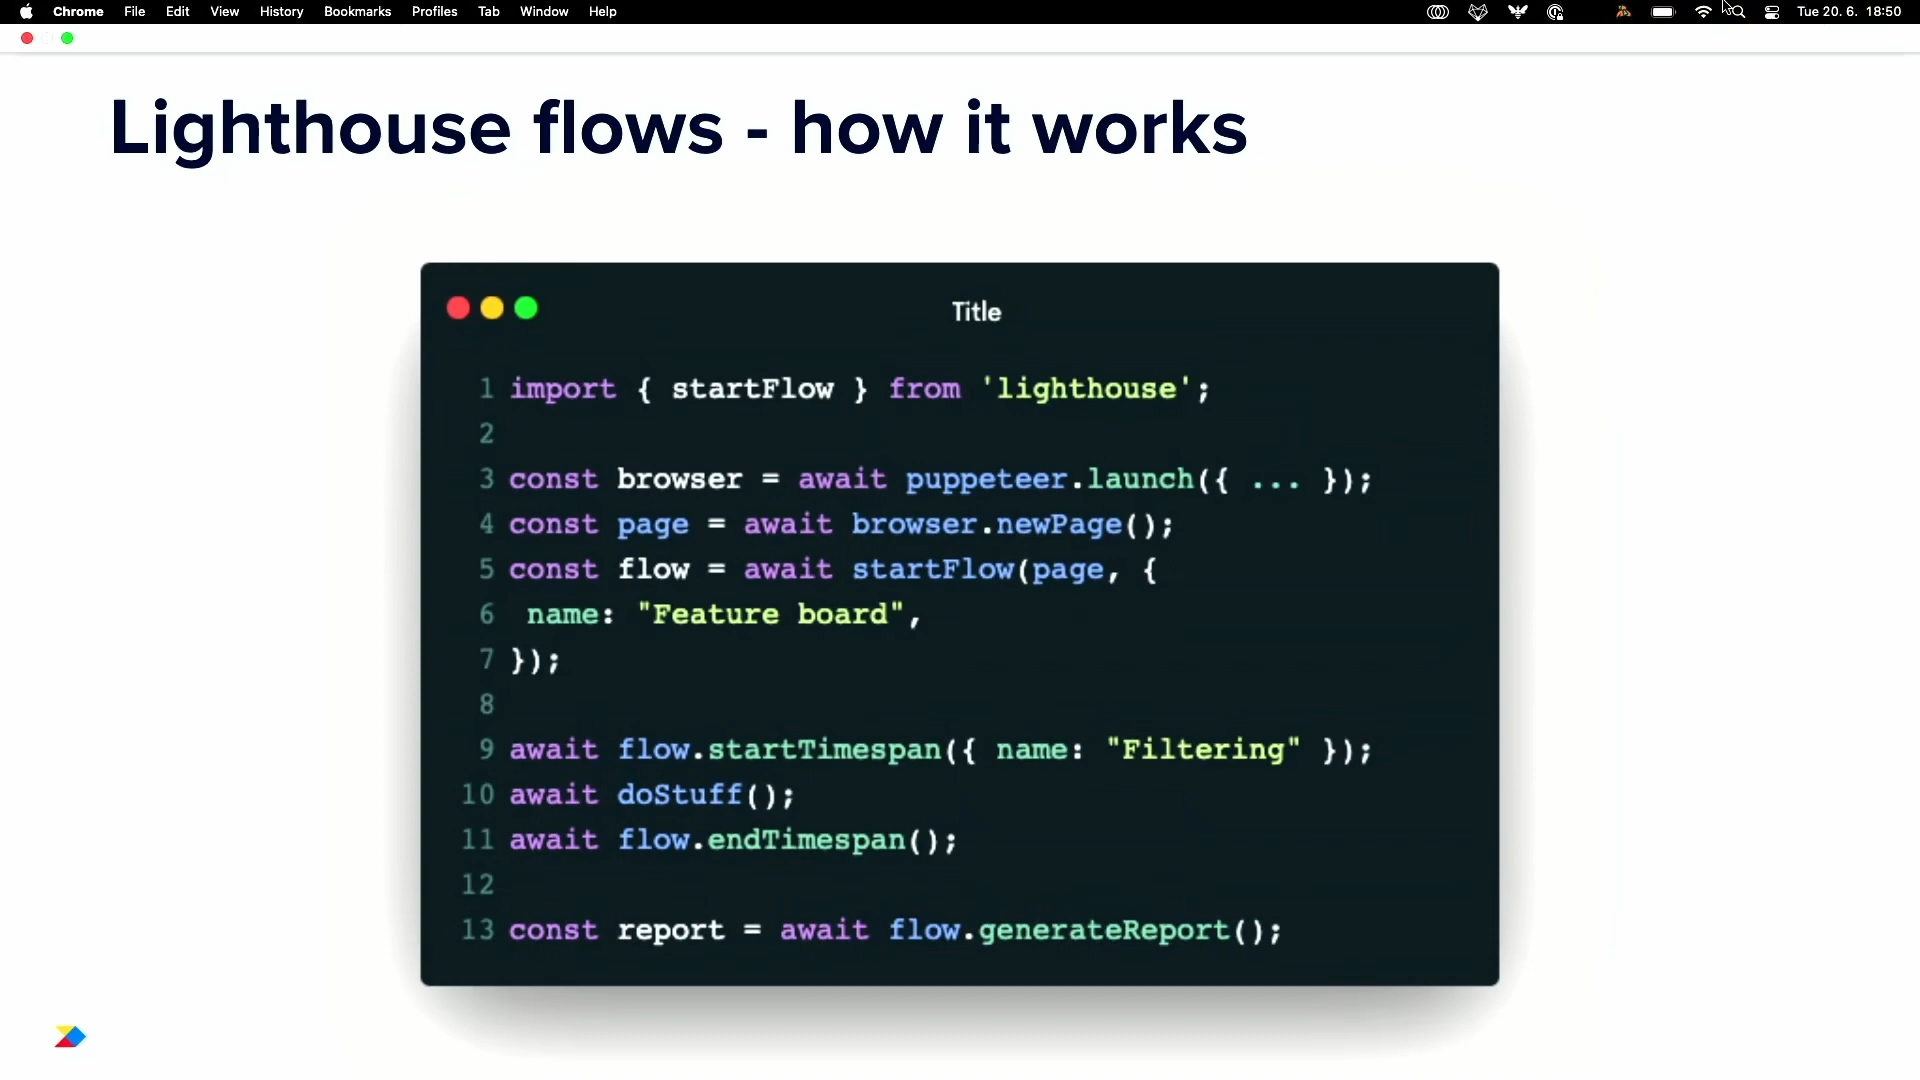 Chrome File Edit View History Bookmarks Profiles Tab Window Help Tue 20. 6. 18:50
Lighthouse flows - how it works
Title
1 import { startFlow } from 'lighthouse';
2
3 const browser = await puppeteer.launch({ ... });
4 const page = await browser.newPage();
5 const flow = await startFlow(page, {
6  name: "Feature board",
7 });
8
9 await flow.startTimespan({ name: "Filtering" });
10 await doStuff();
11 await flow.endTimespan();
12
13 const report = await flow.generateReport();